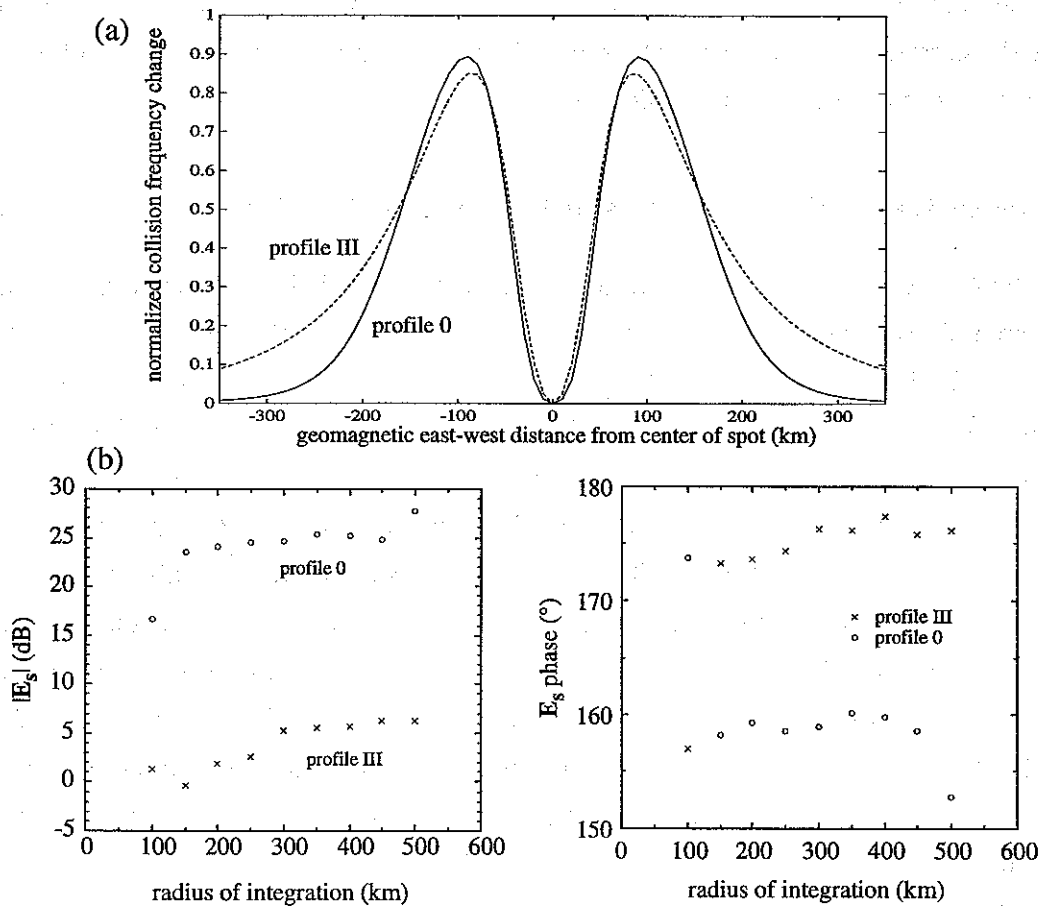 (a)
normalized collision frequency change
1
0.9
0.8
0.7
0.6
0.5
0.4
0.3
0.2
0.1
0
profile III
profile 0
-300 -200 -100 0 100 200 300
geomagnetic east-west distance from center of spot (km)
(b)
|Es| (dB)
30
25
20
15
10
5
0
-5
profile 0
profile III
0 100 200 300 400 500 600
radius of integration (km)
Es phase (°)
180
170
160
150
× profile III
o profile 0
0 100 200 300 400 500 600
radius of integration (km)